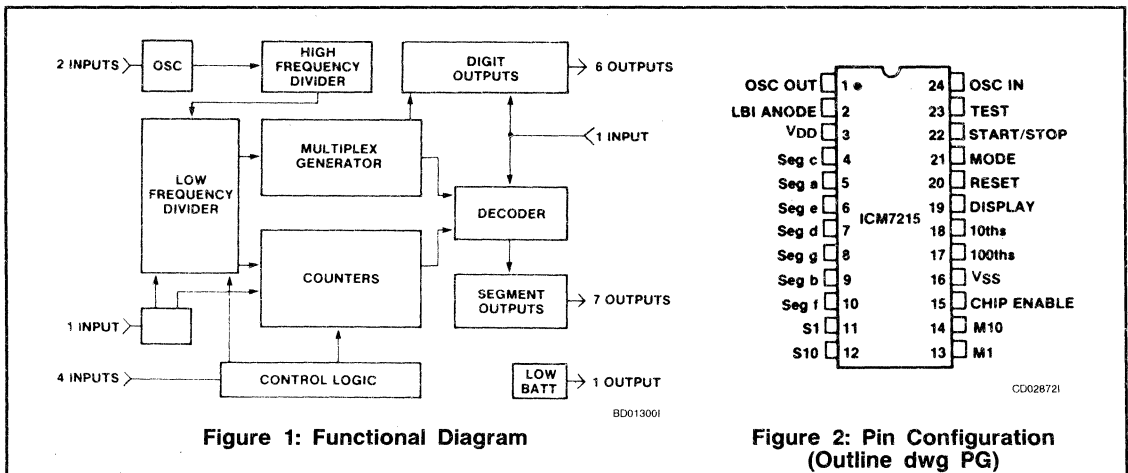 2 INPUTS
OSC
HIGH
FREQUENCY
DIVIDER
DIGIT
OUTPUTS
6 OUTPUTS
1 INPUT
LOW
FREQUENCY
DIVIDER
MULTIPLEX
GENERATOR
DECODER
COUNTERS
SEGMENT
OUTPUTS
7 OUTPUTS
1 INPUT
4 INPUTS
CONTROL LOGIC
LOW
BATT
1 OUTPUT
BD01300I
Figure 1: Functional Diagram
OSC OUT 1 24 OSC IN
LBI ANODE 2 23 TEST
VDD 3 22 START/STOP
Seg c 4 21 MODE
Seg a 5 20 RESET
Seg e 6 19 DISPLAY
ICM7215
Seg d 7 18 10ths
Seg g 8 17 100ths
Seg b 9 16 VSS
Seg f 10 15 CHIP ENABLE
S1 11 14 M10
S10 12 13 M1
CD02872I
Figure 2: Pin Configuration
(Outline dwg PG)